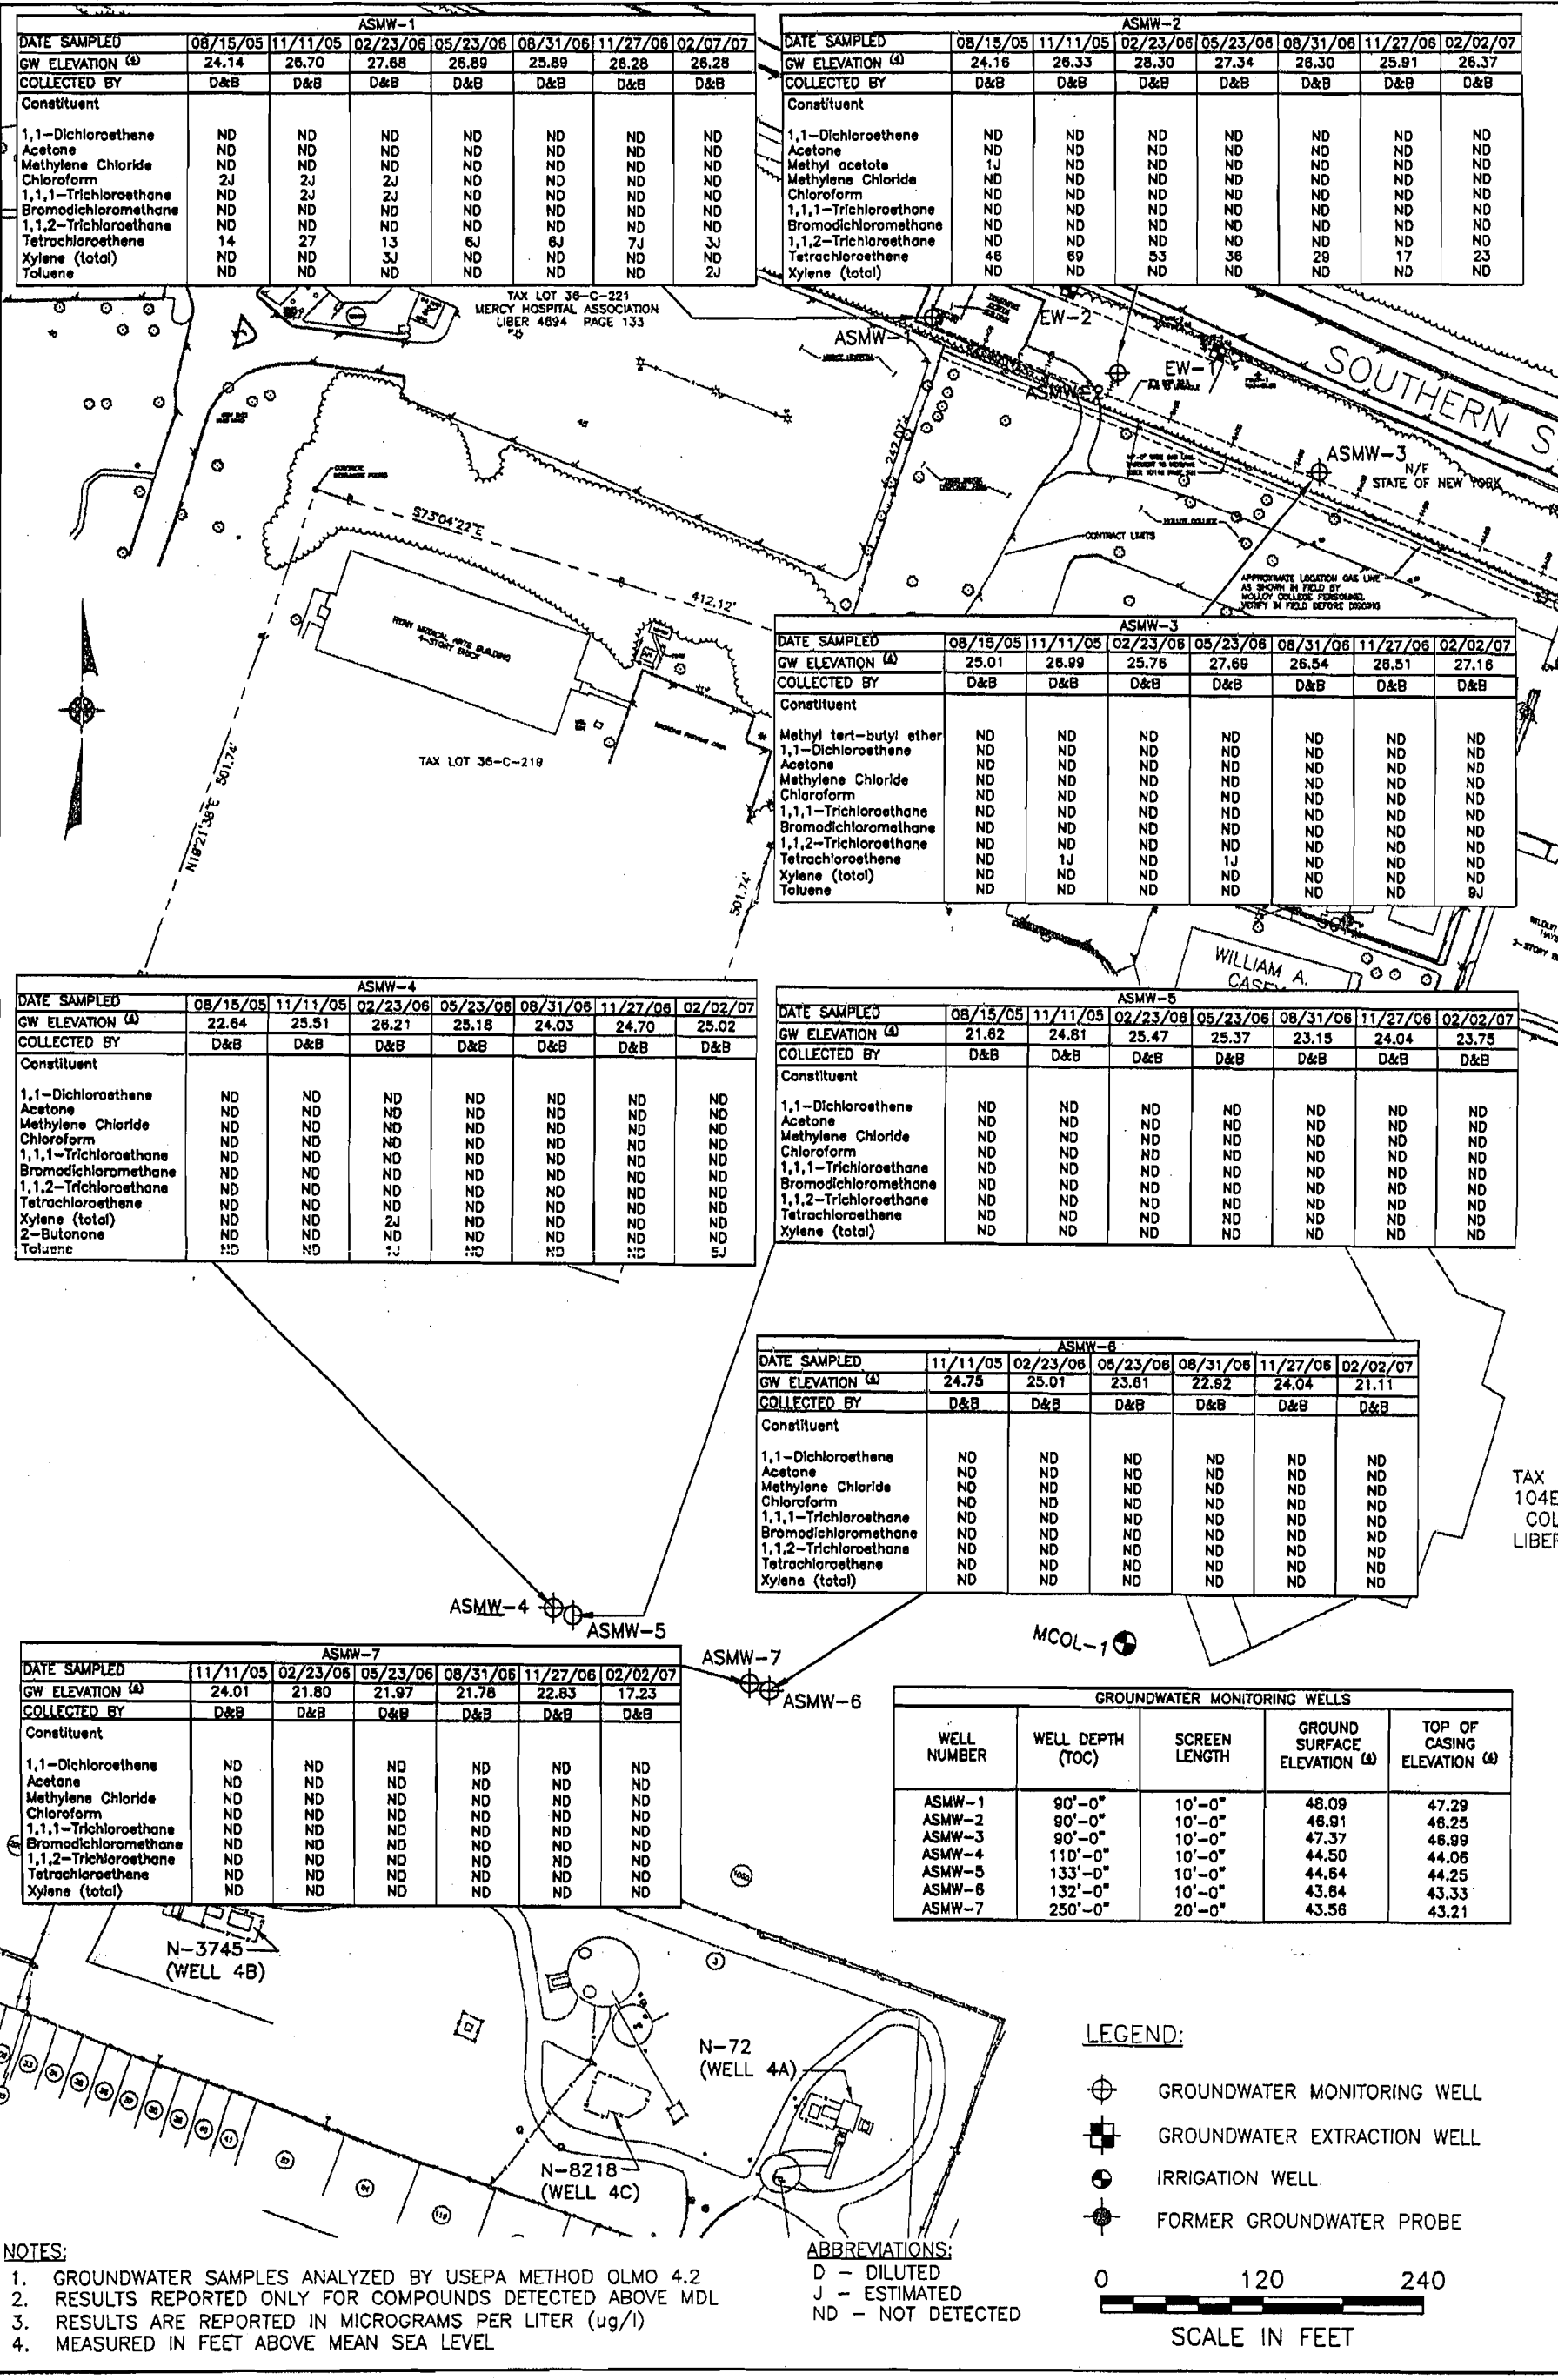 ASMW-1
DATE SAMPLED 08/15/05 11/11/05 02/23/06 05/23/06 08/31/06 11/27/06 02/07/07
GW ELEVATION (4) 24.14 26.70 27.68 26.89 25.89 26.28 26.28
COLLECTED BY D&B D&B D&B D&B D&B D&B D&B
Constituent
1,1-Dichloroethene ND ND ND ND ND ND ND
Acetone ND ND ND ND ND ND ND
Methylene Chloride ND ND ND ND ND ND ND
Chloroform 2J 2J 2J ND ND ND ND
1,1,1-Trichloroethane ND 2J 2J ND ND ND ND
Bromodichloromethane ND ND ND ND ND ND ND
1,1,2-Trichloroethane ND ND ND ND ND ND ND
Tetrachloroethene 14 27 13 6J 6J 7J 3J
Xylene (total) ND ND 3J ND ND ND ND
Toluene ND ND ND ND ND ND 2J
ASMW-2
DATE SAMPLED 08/15/05 11/11/05 02/23/06 05/23/06 08/31/06 11/27/06 02/02/07
GW ELEVATION (4) 24.16 26.33 28.30 27.34 26.30 25.91 26.37
COLLECTED BY D&B D&B D&B D&B D&B D&B D&B
Constituent
1,1-Dichloroethene ND ND ND ND ND ND ND
Acetone ND ND ND ND ND ND ND
Methyl acetate 1J ND ND ND ND ND ND
Methylene Chloride ND ND ND ND ND ND ND
Chloroform ND ND ND ND ND ND ND
1,1,1-Trichloroethane ND ND ND ND ND ND ND
Bromodichloromethane ND ND ND ND ND ND ND
1,1,2-Trichloroethane ND ND ND ND ND ND ND
Tetrachloroethene 46 69 53 36 29 17 23
Xylene (total) ND ND ND ND ND ND ND
TAX LOT 36-C-221
MERCY HOSPITAL ASSOCIATION
LIBER 4694 PAGE 133
ASMW-1
EW-2
EW-1
ASMW-2
SOUTHERN S
ASMW-3
N/F
STATE OF NEW YORK
242.07'
S73°04'22"E
412.12'
CONTRACT LIMITS
APPROXIMATE LOCATION GAS LINE
AS SHOWN IN FIELD BY
MOLLOY COLLEGE PERSONNEL
VERIFY IN FIELD BEFORE DIGGING
RYAN MEDICAL ARTS BUILDING
4-STORY BRICK
TAX LOT 36-C-219
N19°21'38"E 501.74'
501.74'
ASMW-3
DATE SAMPLED 08/15/05 11/11/05 02/23/06 05/23/06 08/31/06 11/27/06 02/02/07
GW ELEVATION (4) 25.01 26.99 25.76 27.69 26.54 26.51 27.16
COLLECTED BY D&B D&B D&B D&B D&B D&B D&B
Constituent
Methyl tert-butyl ether ND ND ND ND ND ND ND
1,1-Dichloroethene ND ND ND ND ND ND ND
Acetone ND ND ND ND ND ND ND
Methylene Chloride ND ND ND ND ND ND ND
Chloroform ND ND ND ND ND ND ND
1,1,1-Trichloroethane ND ND ND ND ND ND ND
Bromodichloromethane ND ND ND ND ND ND ND
1,1,2-Trichloroethane ND ND ND ND ND ND ND
Tetrachloroethene ND 1J ND 1J ND ND ND
Xylene (total) ND ND ND ND ND ND ND
Toluene ND ND ND ND ND ND 9J
WILLIAM A.
CASEY
ASMW-4
DATE SAMPLED 08/15/05 11/11/05 02/23/06 05/23/06 08/31/06 11/27/06 02/02/07
GW ELEVATION (4) 22.64 25.51 26.21 25.18 24.03 24.70 25.02
COLLECTED BY D&B D&B D&B D&B D&B D&B D&B
Constituent
1,1-Dichloroethene ND ND ND ND ND ND ND
Acetone ND ND ND ND ND ND ND
Methylene Chloride ND ND ND ND ND ND ND
Chloroform ND ND ND ND ND ND ND
1,1,1-Trichloroethane ND ND ND ND ND ND ND
Bromodichloromethane ND ND ND ND ND ND ND
1,1,2-Trichloroethane ND ND ND ND ND ND ND
Tetrachloroethene ND ND ND ND ND ND ND
Xylene (total) ND ND 2J ND ND ND ND
2-Butonone ND ND ND ND ND ND ND
Toluene ND ND 1J ND ND ND 5J
ASMW-5
DATE SAMPLED 08/15/05 11/11/05 02/23/06 05/23/06 08/31/06 11/27/06 02/02/07
GW ELEVATION (4) 21.62 24.81 25.47 25.37 23.15 24.04 23.75
COLLECTED BY D&B D&B D&B D&B D&B D&B D&B
Constituent
1,1-Dichloroethene ND ND ND ND ND ND ND
Acetone ND ND ND ND ND ND ND
Methylene Chloride ND ND ND ND ND ND ND
Chloroform ND ND ND ND ND ND ND
1,1,1-Trichloroethane ND ND ND ND ND ND ND
Bromodichloromethane ND ND ND ND ND ND ND
1,1,2-Trichloroethane ND ND ND ND ND ND ND
Tetrachloroethene ND ND ND ND ND ND ND
Xylene (total) ND ND ND ND ND ND ND
ASMW-6
DATE SAMPLED 11/11/05 02/23/06 05/23/06 08/31/06 11/27/06 02/02/07
GW ELEVATION (4) 24.75 25.01 23.61 22.92 24.04 21.11
COLLECTED BY D&B D&B D&B D&B D&B D&B
Constituent
1,1-Dichloroethene ND ND ND ND ND ND
Acetone ND ND ND ND ND ND
Methylene Chloride ND ND ND ND ND ND
Chloroform ND ND ND ND ND ND
1,1,1-Trichloroethane ND ND ND ND ND ND
Bromodichloromethane ND ND ND ND ND ND
1,1,2-Trichloroethane ND ND ND ND ND ND
Tetrachloroethene ND ND ND ND ND ND
Xylene (total) ND ND ND ND ND ND
TAX
104E
COL
LIBER
ASMW-4
ASMW-5
MCOL-1
ASMW-7
ASMW-6
ASMW-7
DATE SAMPLED 11/11/05 02/23/06 05/23/06 08/31/06 11/27/06 02/02/07
GW ELEVATION (4) 24.01 21.80 21.97 21.78 22.83 17.23
COLLECTED BY D&B D&B D&B D&B D&B D&B
Constituent
1,1-Dichloroethene ND ND ND ND ND ND
Acetone ND ND ND ND ND ND
Methylene Chloride ND ND ND ND ND ND
Chloroform ND ND ND ND ND ND
1,1,1-Trichloroethane ND ND ND ND ND ND
Bromodichloromethane ND ND ND ND ND ND
1,1,2-Trichloroethane ND ND ND ND ND ND
Tetrachloroethene ND ND ND ND ND ND
Xylene (total) ND ND ND ND ND ND
GROUNDWATER MONITORING WELLS
WELL NUMBER WELL DEPTH (TOC) SCREEN LENGTH GROUND SURFACE ELEVATION (4) TOP OF CASING ELEVATION (4)
ASMW-1 90'-0" 10'-0" 48.09 47.29
ASMW-2 90'-0" 10'-0" 46.91 46.25
ASMW-3 90'-0" 10'-0" 47.37 46.99
ASMW-4 110'-0" 10'-0" 44.50 44.06
ASMW-5 133'-0" 10'-0" 44.64 44.25
ASMW-6 132'-0" 10'-0" 43.64 43.33
ASMW-7 250'-0" 20'-0" 43.56 43.21
N-3745
(WELL 4B)
N-72
(WELL 4A)
N-8218
(WELL 4C)
LEGEND:
GROUNDWATER MONITORING WELL
GROUNDWATER EXTRACTION WELL
IRRIGATION WELL
FORMER GROUNDWATER PROBE
NOTES:
1. GROUNDWATER SAMPLES ANALYZED BY USEPA METHOD OLMO 4.2
2. RESULTS REPORTED ONLY FOR COMPOUNDS DETECTED ABOVE MDL
3. RESULTS ARE REPORTED IN MICROGRAMS PER LITER (ug/l)
4. MEASURED IN FEET ABOVE MEAN SEA LEVEL
ABBREVIATIONS:
D - DILUTED
J - ESTIMATED
ND - NOT DETECTED
0 120 240
SCALE IN FEET